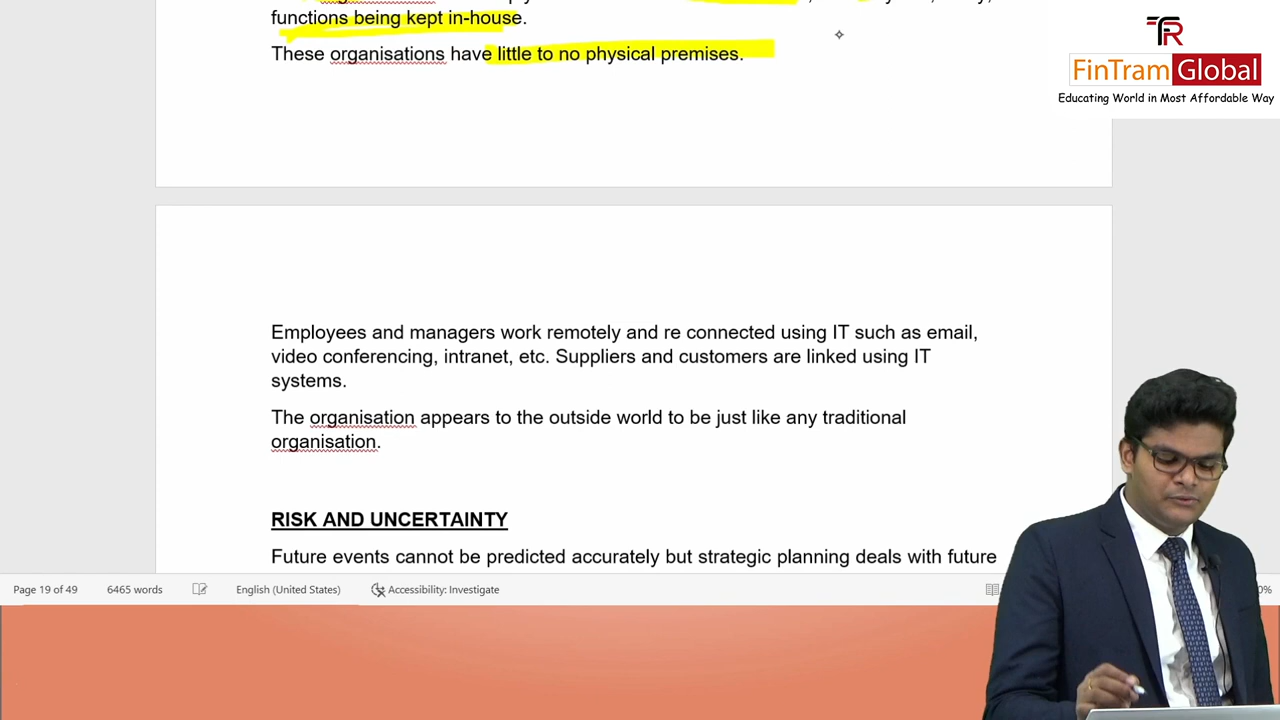 functions being kept in-house.
These organisations have little to no physical premises.
TR
FinTram Global
Educating World in Most Affordable Way
Employees and managers work remotely and re connected using IT such as email,
video conferencing, intranet, etc. Suppliers and customers are linked using IT
systems.
The organisation appears to the outside world to be just like any traditional
organisation.
RISK AND UNCERTAINTY
Future events cannot be predicted accurately but strategic planning deals with future
Page 19 of 49 6465 words English (United States) Accessibility: Investigate 0%